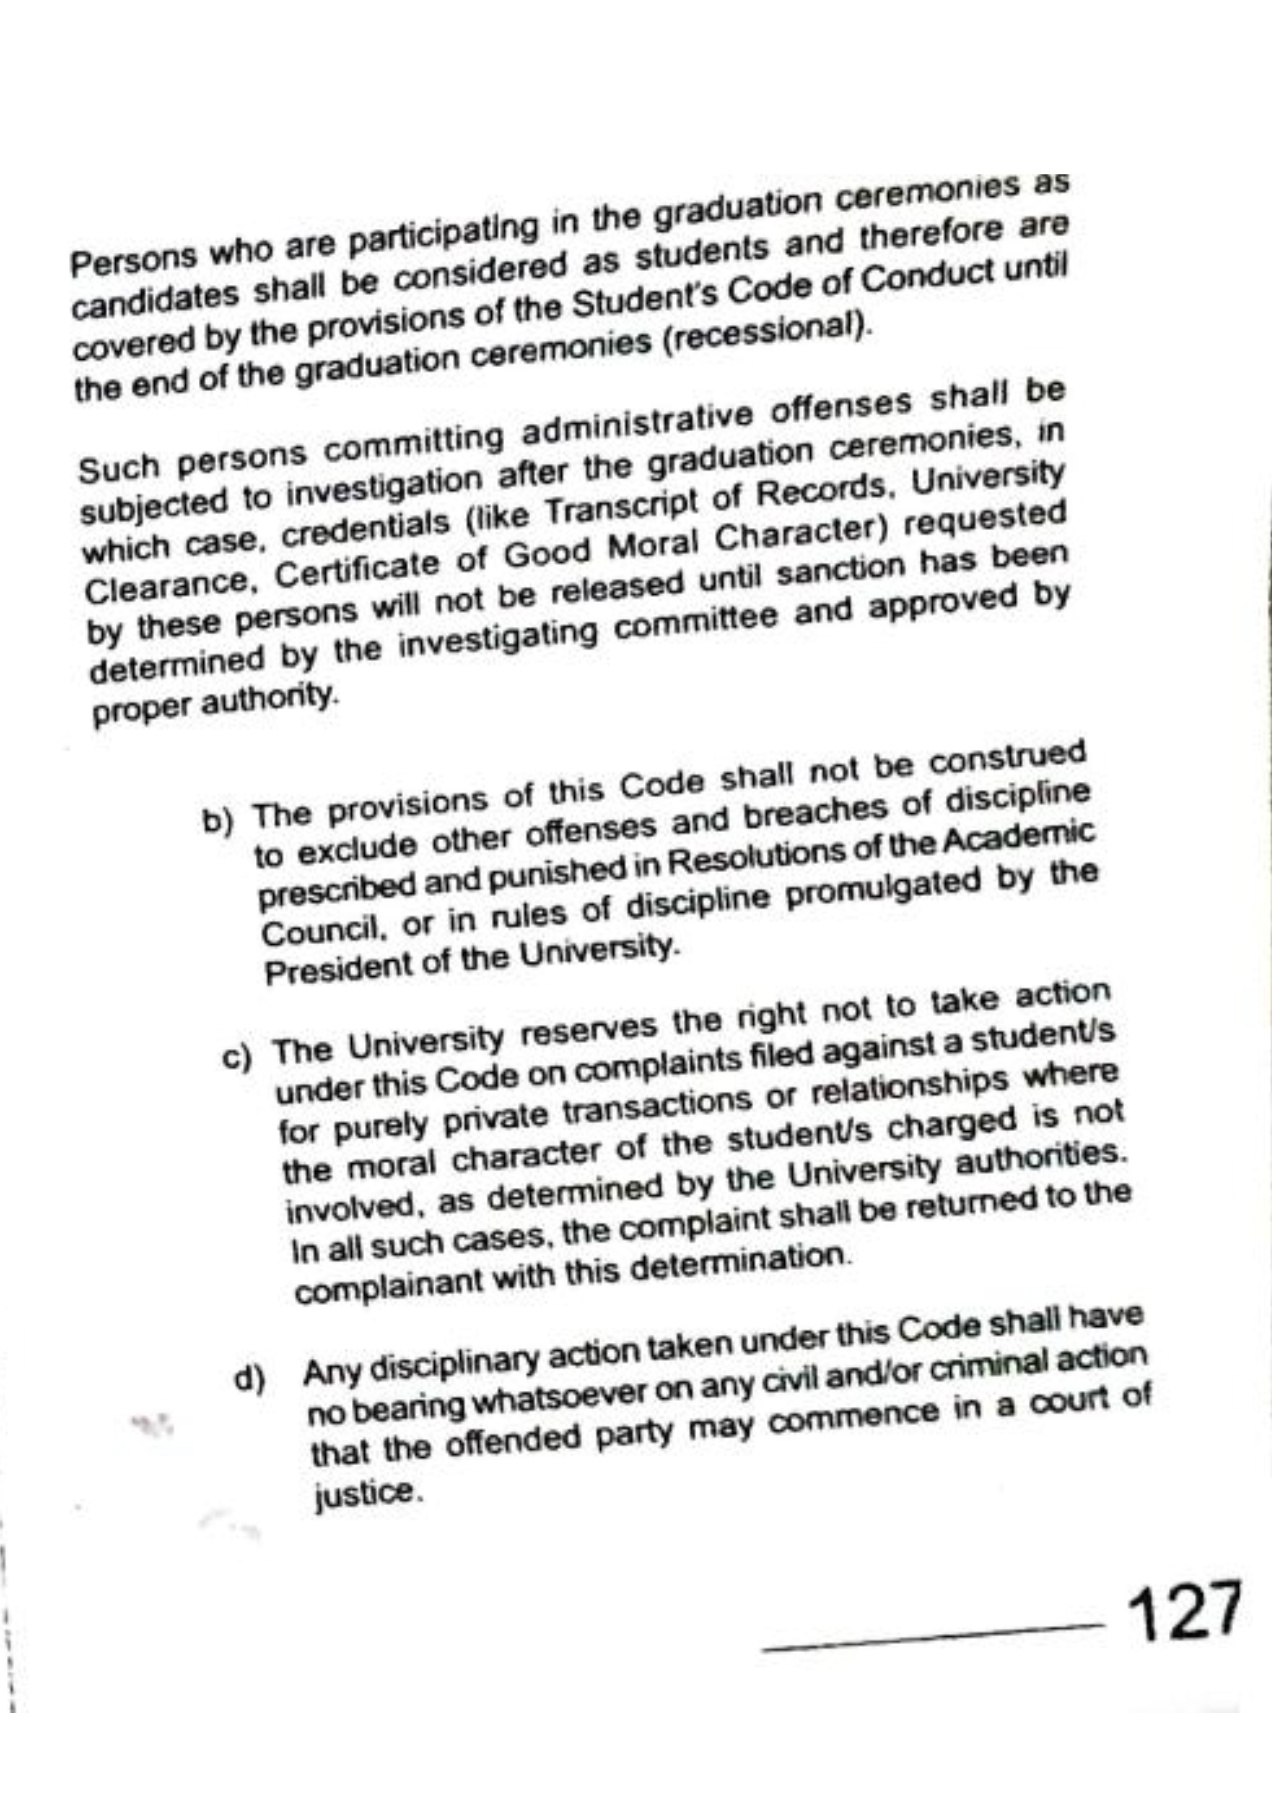 Persons who are participating in the graduation ceremonies as
candidates shall be considered as students and therefore are
covered by the provisions of the Student's Code of Conduct until
the end of the graduation ceremonies (recessional).
Such persons committing administrative offenses shall be
subjected to investigation after the graduation ceremonies, in
which case, credentials (like Transcript of Records, University
Clearance, Certificate of Good Moral Character) requested
by these persons will not be released until sanction has been
determined by the investigating committee and approved by
proper authority.
b) The provisions of this Code shall not be construed
to exclude other offenses and breaches of discipline
prescribed and punished in Resolutions of the Academic
Council, or in rules of discipline promulgated by the
President of the University.
c) The University reserves the right not to take action
under this Code on complaints filed against a student/s
for purely private transactions or relationships where
the moral character of the student/s charged is not
involved, as determined by the University authorities.
In all such cases, the complaint shall be returned to the
complainant with this determination.
d) Any disciplinary action taken under this Code shall have
no bearing whatsoever on any civil and/or criminal action
that the offended party may commence in a court of
justice.
127